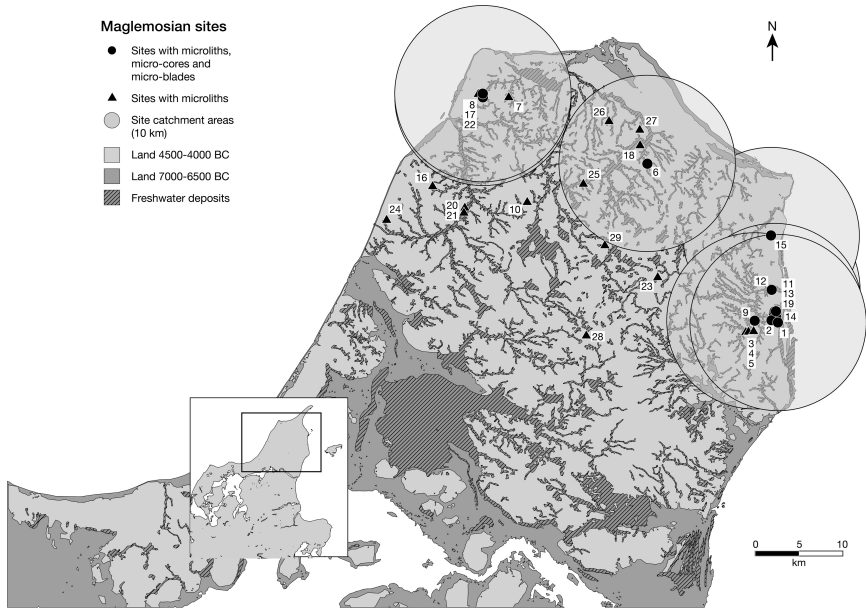 Maglemosian sites
Sites with microliths,
micro-cores and
micro-blades
Sites with microliths
Site catchment areas
(10 km)
Land 4500-4000 BC
Land 7000-6500 BC
Freshwater deposits
N
8
17
22
7
26
27
18
6
25
16
20
21
10
24
29
23
15
12
11
13
19
14
9
2
1
3
4
5
28
0
5
10
km